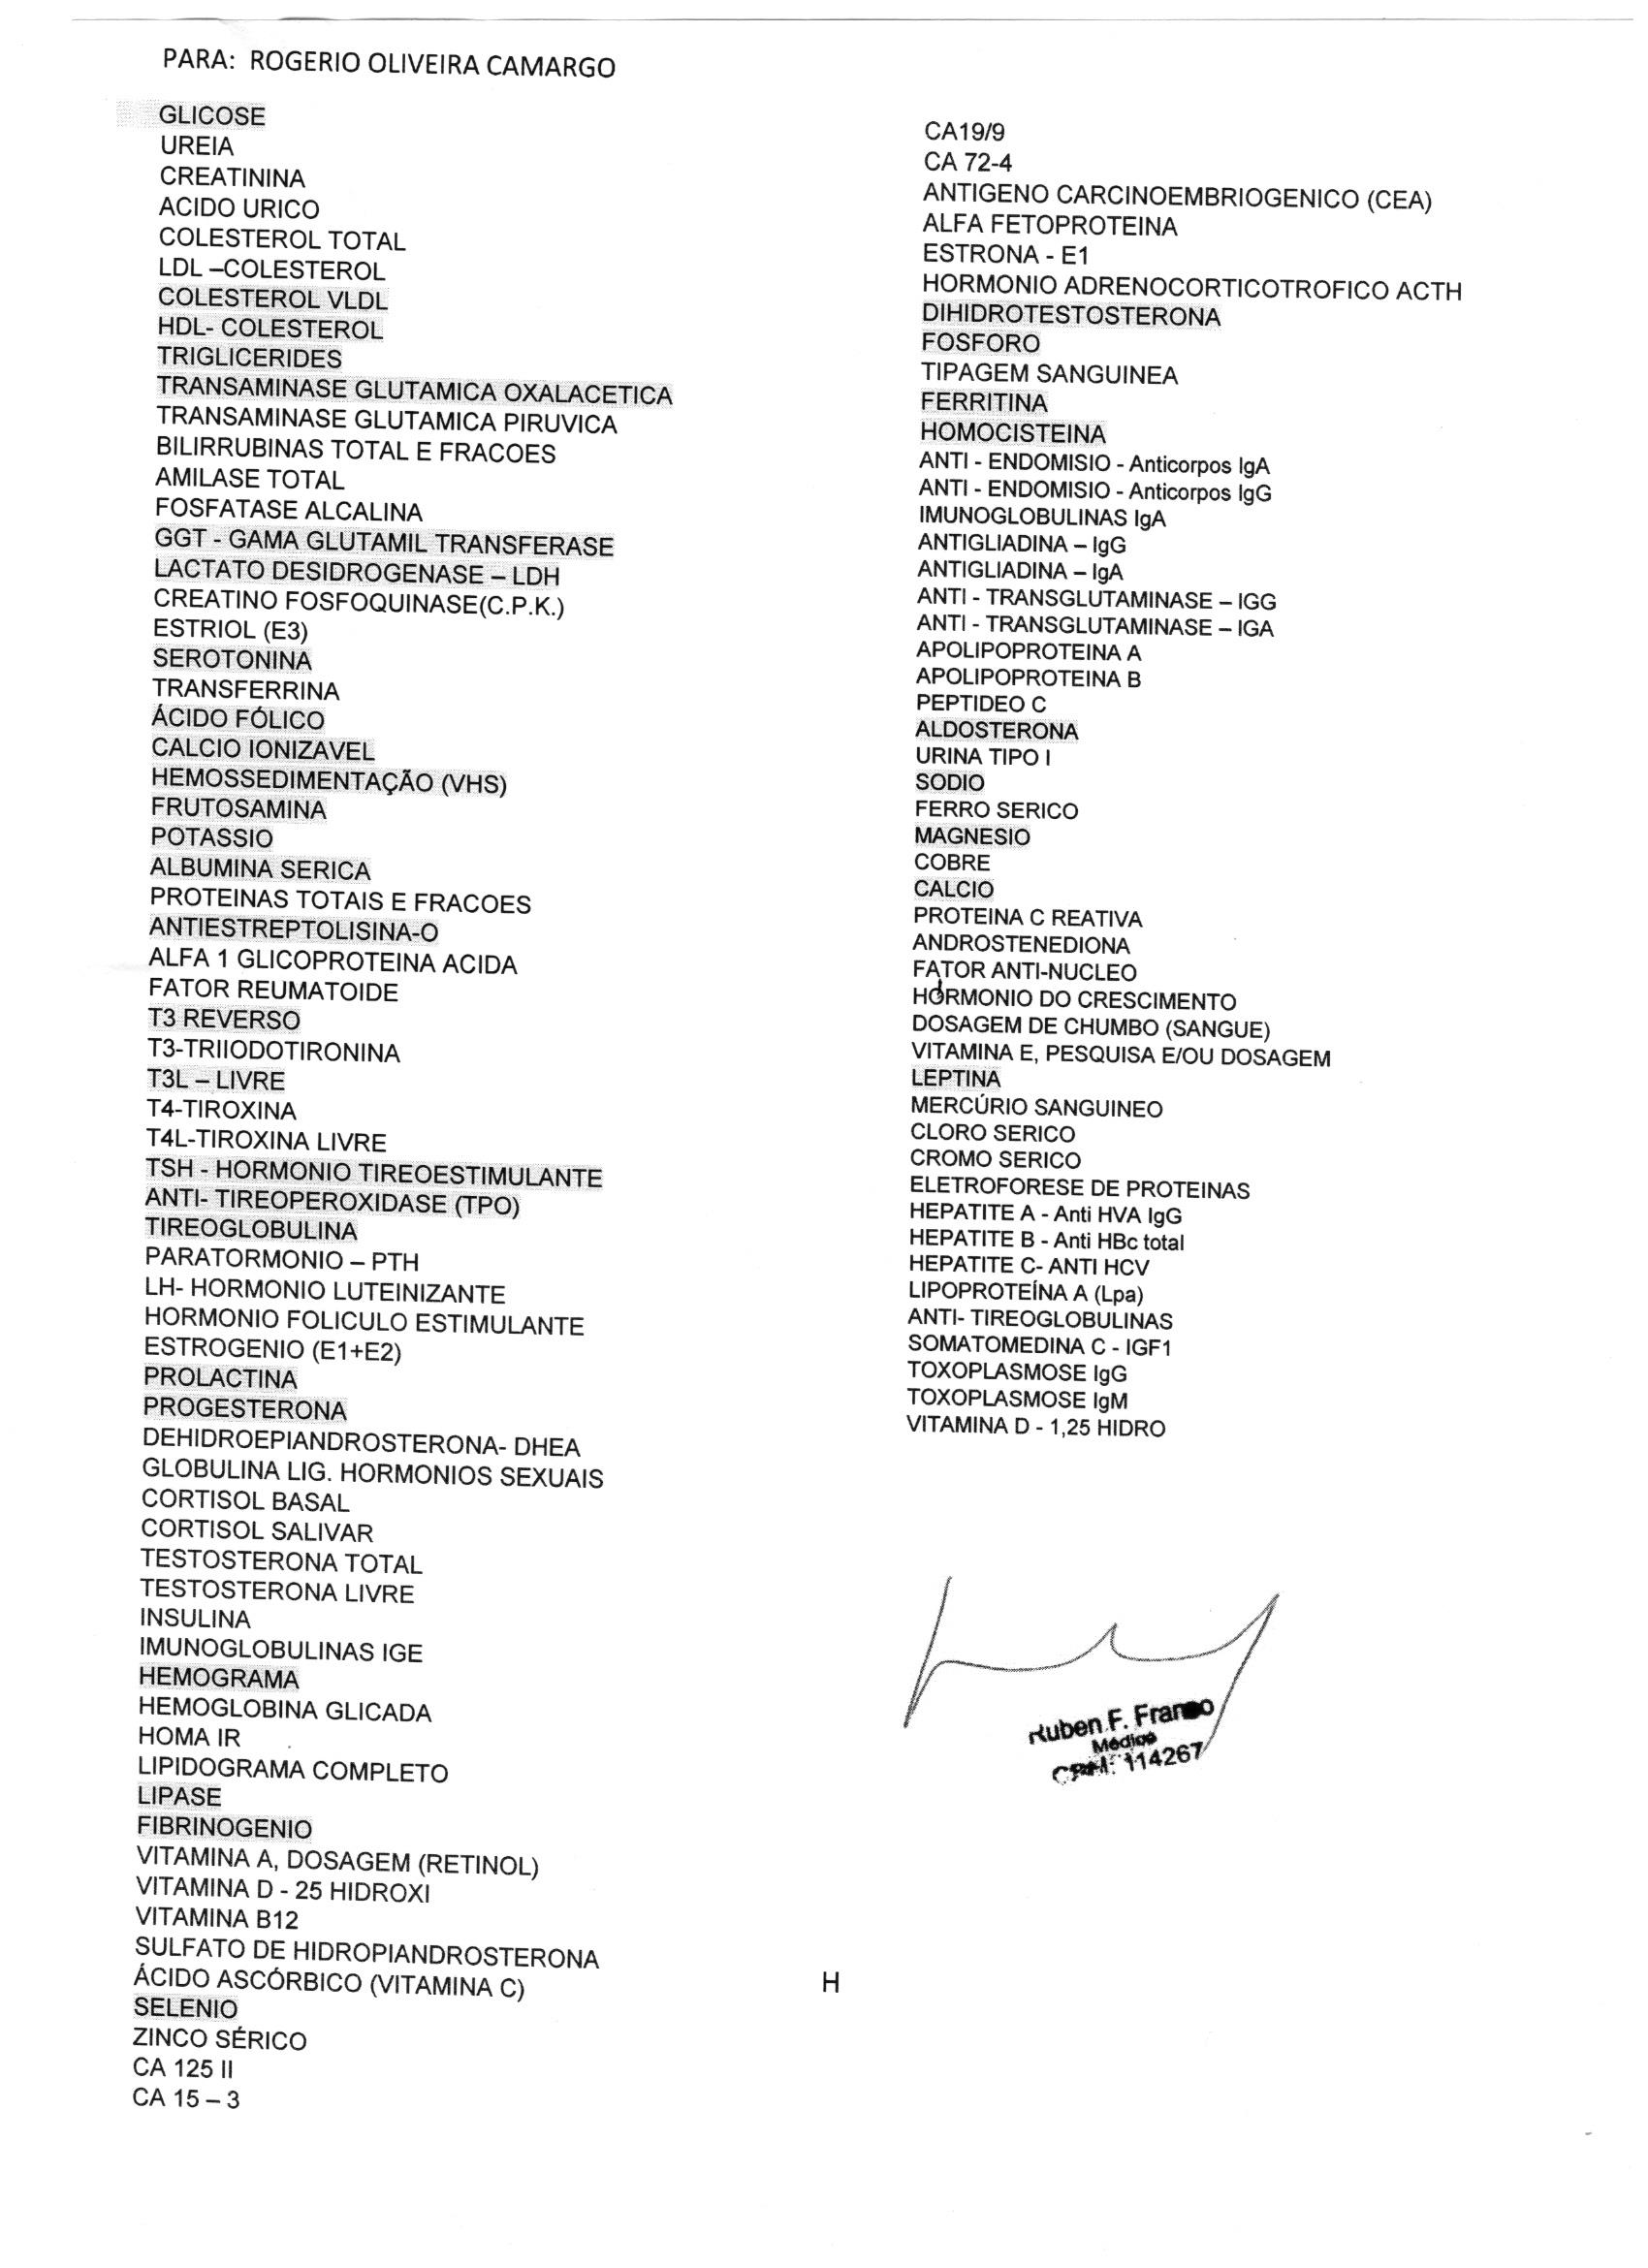 PARA: ROGERIO OLIVEIRA CAMARGO
GLICOSE
UREIA
CREATININA
ACIDO URICO
COLESTEROL TOTAL
LDL –COLESTEROL
COLESTEROL VLDL
HDL- COLESTEROL
TRIGLICERIDES
TRANSAMINASE GLUTAMICA OXALACETICA
TRANSAMINASE GLUTAMICA PIRUVICA
BILIRRUBINAS TOTAL E FRACOES
AMILASE TOTAL
FOSFATASE ALCALINA
GGT - GAMA GLUTAMIL TRANSFERASE
LACTATO DESIDROGENASE – LDH
CREATINO FOSFOQUINASE(C.P.K.)
ESTRIOL (E3)
SEROTONINA
TRANSFERRINA
ÁCIDO FÓLICO
CALCIO IONIZAVEL
HEMOSSEDIMENTAÇÃO (VHS)
FRUTOSAMINA
POTASSIO
ALBUMINA SERICA
PROTEINAS TOTAIS E FRACOES
ANTIESTREPTOLISINA-O
ALFA 1 GLICOPROTEINA ACIDA
FATOR REUMATOIDE
T3 REVERSO
T3-TRIIODOTIRONINA
T3L – LIVRE
T4-TIROXINA
T4L-TIROXINA LIVRE
TSH - HORMONIO TIREOESTIMULANTE
ANTI- TIREOPEROXIDASE (TPO)
TIREOGLOBULINA
PARATORMONIO – PTH
LH- HORMONIO LUTEINIZANTE
HORMONIO FOLICULO ESTIMULANTE
ESTROGENIO (E1+E2)
PROLACTINA
PROGESTERONA
DEHIDROEPIANDROSTERONA- DHEA
GLOBULINA LIG. HORMONIOS SEXUAIS
CORTISOL BASAL
CORTISOL SALIVAR
TESTOSTERONA TOTAL
TESTOSTERONA LIVRE
INSULINA
IMUNOGLOBULINAS IGE
HEMOGRAMA
HEMOGLOBINA GLICADA
HOMA IR
LIPIDOGRAMA COMPLETO
LIPASE
FIBRINOGENIO
VITAMINA A, DOSAGEM (RETINOL)
VITAMINA D - 25 HIDROXI
VITAMINA B12
SULFATO DE HIDROPIANDROSTERONA
ÁCIDO ASCÓRBICO (VITAMINA C)
SELENIO
ZINCO SÉRICO
CA 125 II
CA 15 – 3
CA19/9
CA 72-4
ANTIGENO CARCINOEMBRIOGENICO (CEA)
ALFA FETOPROTEINA
ESTRONA - E1
HORMONIO ADRENOCORTICOTROFICO ACTH
DIHIDROTESTOSTERONA
FOSFORO
TIPAGEM SANGUINEA
FERRITINA
HOMOCISTEINA
ANTI - ENDOMISIO - Anticorpos IgA
ANTI - ENDOMISIO - Anticorpos IgG
IMUNOGLOBULINAS IgA
ANTIGLIADINA – IgG
ANTIGLIADINA – IgA
ANTI - TRANSGLUTAMINASE – IGG
ANTI - TRANSGLUTAMINASE – IGA
APOLIPOPROTEINA A
APOLIPOPROTEINA B
PEPTIDEO C
ALDOSTERONA
URINA TIPO I
SODIO
FERRO SERICO
MAGNESIO
COBRE
CALCIO
PROTEINA C REATIVA
ANDROSTENEDIONA
FATOR ANTI-NUCLEO
HORMONIO DO CRESCIMENTO
DOSAGEM DE CHUMBO (SANGUE)
VITAMINA E, PESQUISA E/OU DOSAGEM
LEPTINA
MERCÚRIO SANGUINEO
CLORO SERICO
CROMO SERICO
ELETROFORESE DE PROTEINAS
HEPATITE A - Anti HVA IgG
HEPATITE B - Anti HBc total
HEPATITE C- ANTI HCV
LIPOPROTEÍNA A (Lpa)
ANTI- TIREOGLOBULINAS
SOMATOMEDINA C - IGF1
TOXOPLASMOSE IgG
TOXOPLASMOSE IgM
VITAMINA D - 1,25 HIDRO
Ruben F. Franco
Médico
CRM: 114267
H